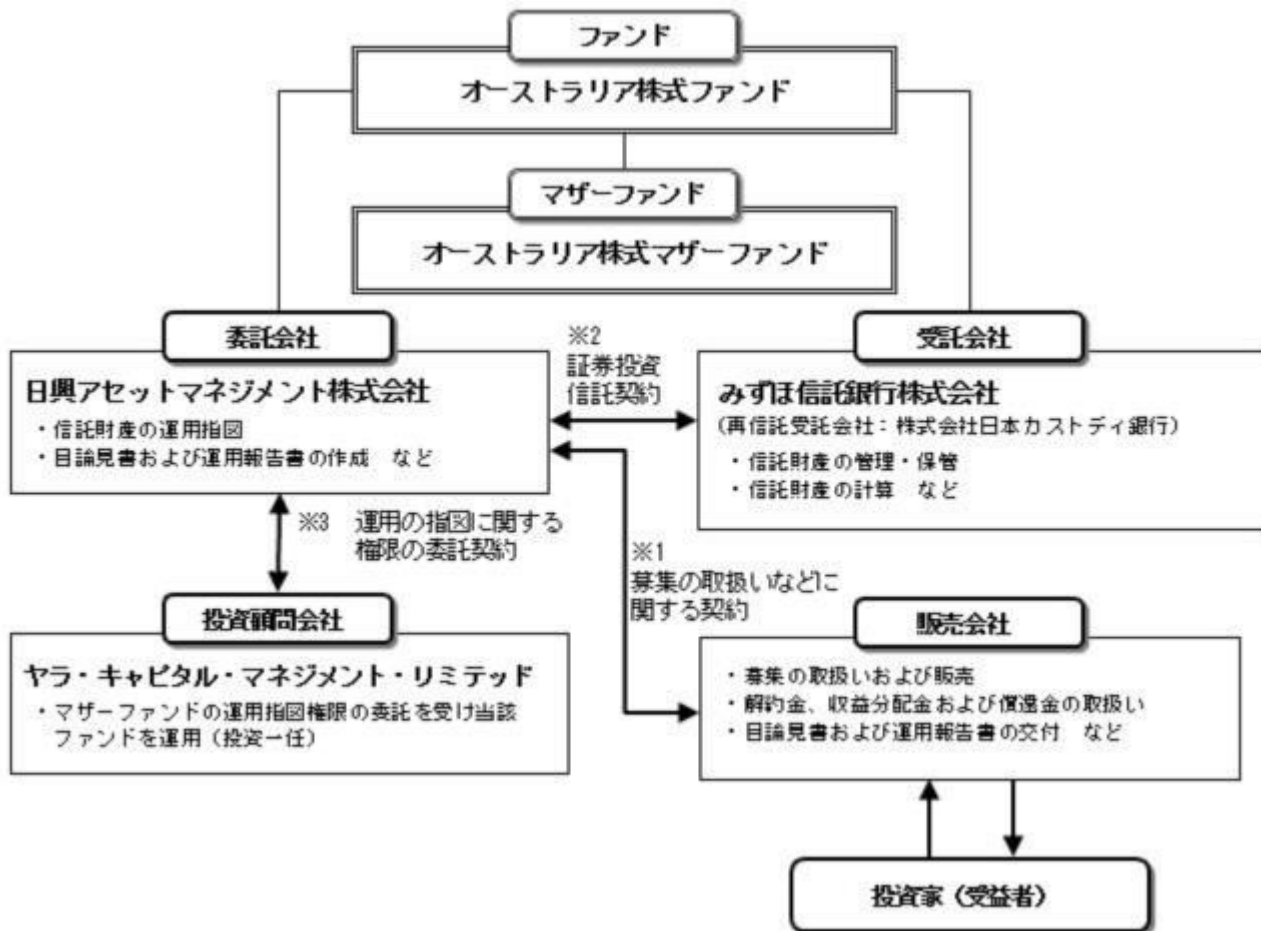 ファンド
オーストラリア株式ファンド
マザーファンド
オーストラリア株式マザーファンド
委託会社
日興アセットマネジメント株式会社
・信託財産の運用指図
・目論見書および運用報告書の作成 など
※2
証券投資
信託契約
受託会社
みずほ信託銀行株式会社
(再信託受託会社：株式会社日本カストディ銀行)
・信託財産の管理・保管
・信託財産の計算 など
※3 運用の指図に関する
権限の委託契約
※1
募集の取扱いなどに
関する契約
投資顧問会社
ヤラ・キャピタル・マネジメント・リミテッド
・マザーファンドの運用指図権限の委託を受け当該
ファンドを運用（投資一任）
販売会社
・募集の取扱いおよび販売
・解約金、収益分配金および償還金の取扱い
・目論見書および運用報告書の交付 など
投資家（受益者）